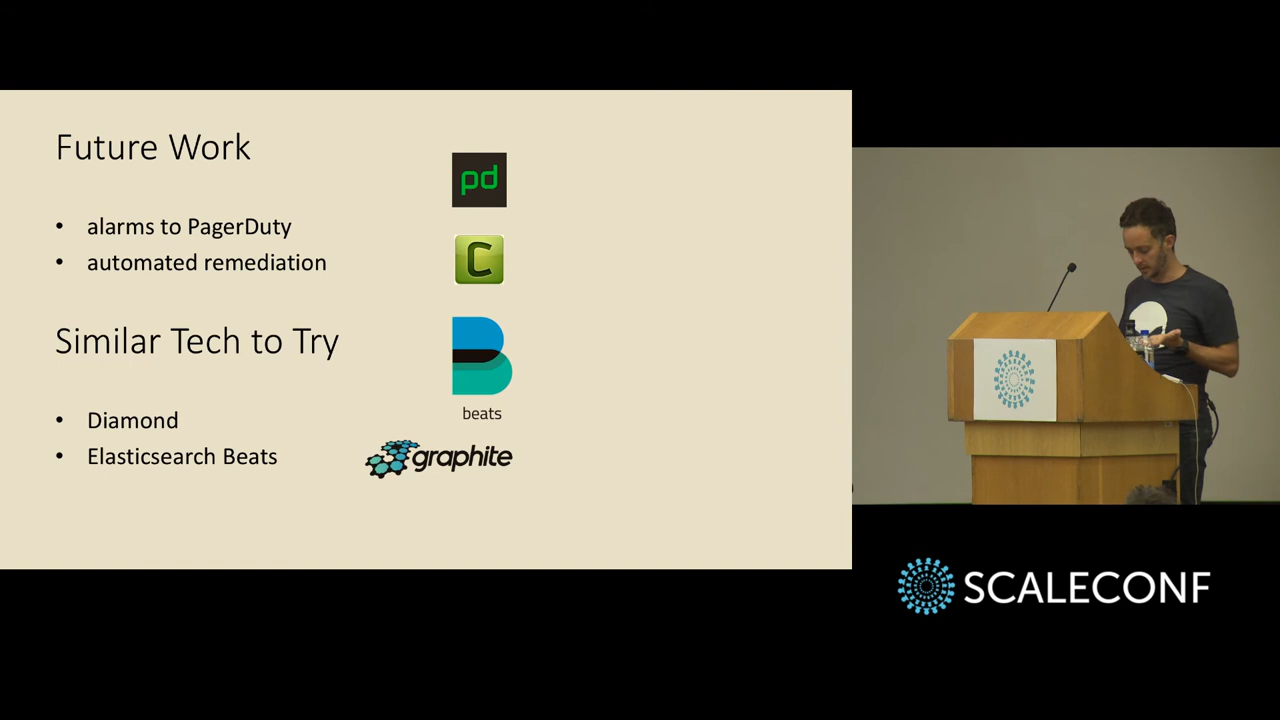 Future Work
pd
• alarms to PagerDuty
• automated remediation
C
Similar Tech to Try
beats
• Diamond
• Elasticsearch Beats
graphite
SCALECONF